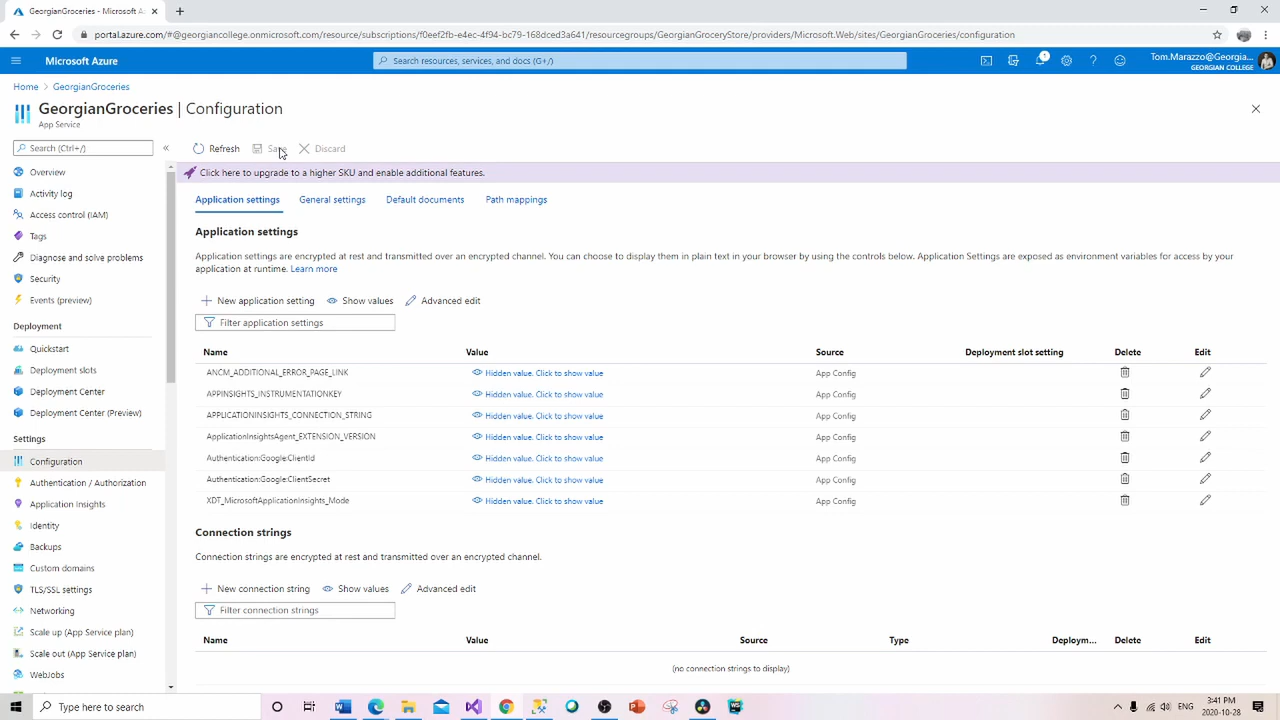 GeorgianGroceries - Microsoft A
portal.azure.com/#@georgiancollege.onmicrosoft.com/resource/subscriptions/f0eef2fb-e4ec-4f94-bc79-168dced3a641/resourcegroups/GeorgianGroceryStore/providers/Microsoft.Web/sites/GeorgianGroceries/configuration
Microsoft Azure
Search resources, services, and docs (G+/)
1
Tom.Marazzo@Georgia...
GEORGIAN COLLEGE
Home > GeorgianGroceries
GeorgianGroceries | Configuration
App Service
Search (Ctrl+/)
«
Refresh Save Discard
Click here to upgrade to a higher SKU and enable additional features.
Overview
Activity log
Access control (IAM)
Tags
Diagnose and solve problems
Security
Events (preview)
Deployment
Quickstart
Deployment slots
Deployment Center
Deployment Center (Preview)
Settings
Configuration
Authentication / Authorization
Application Insights
Identity
Backups
Custom domains
TLS/SSL settings
Networking
Scale up (App Service plan)
Scale out (App Service plan)
WebJobs
Application settings General settings Default documents Path mappings
Application settings
Application settings are encrypted at rest and transmitted over an encrypted channel. You can choose to display them in plain text in your browser by using the controls below. Application Settings are exposed as environment variables for access by your
application at runtime. Learn more
New application setting Show values Advanced edit
Filter application settings
Name Value Source Deployment slot setting Delete Edit
ANCM_ADDITIONAL_ERROR_PAGE_LINK Hidden value. Click to show value App Config
APPINSIGHTS_INSTRUMENTATIONKEY Hidden value. Click to show value App Config
APPLICATIONINSIGHTS_CONNECTION_STRING Hidden value. Click to show value App Config
ApplicationInsightsAgent_EXTENSION_VERSION Hidden value. Click to show value App Config
Authentication:Google:ClientId Hidden value. Click to show value App Config
Authentication:Google:ClientSecret Hidden value. Click to show value App Config
XDT_MicrosoftApplicationInsights_Mode Hidden value. Click to show value App Config
Connection strings
Connection strings are encrypted at rest and transmitted over an encrypted channel.
New connection string Show values Advanced edit
Filter connection strings
Name Value Source Type Deploym... Delete Edit
(no connection strings to display)
Type here to search
ENG
3:41 PM
2020-10-28